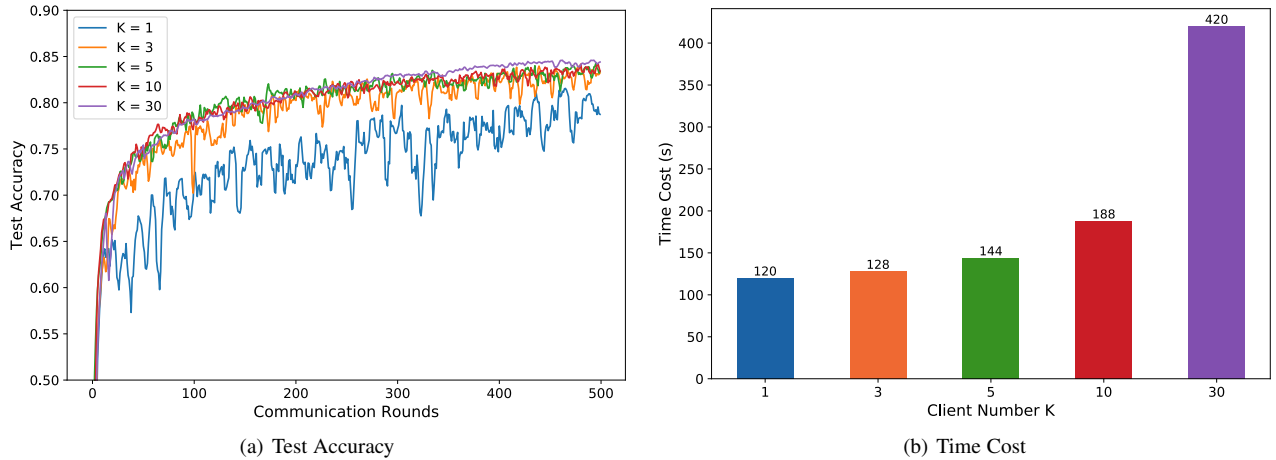 0.90
0.85
0.80
0.75
0.70
0.65
0.60
0.55
0.50
Test Accuracy
K = 1
K = 3
K = 5
K = 10
K = 30
0 100 200 300 400 500
Communication Rounds
(a) Test Accuracy
400
350
300
250
200
150
100
50
0
Time Cost (s)
120 128 144 188 420
1 3 5 10 30
Client Number K
(b) Time Cost